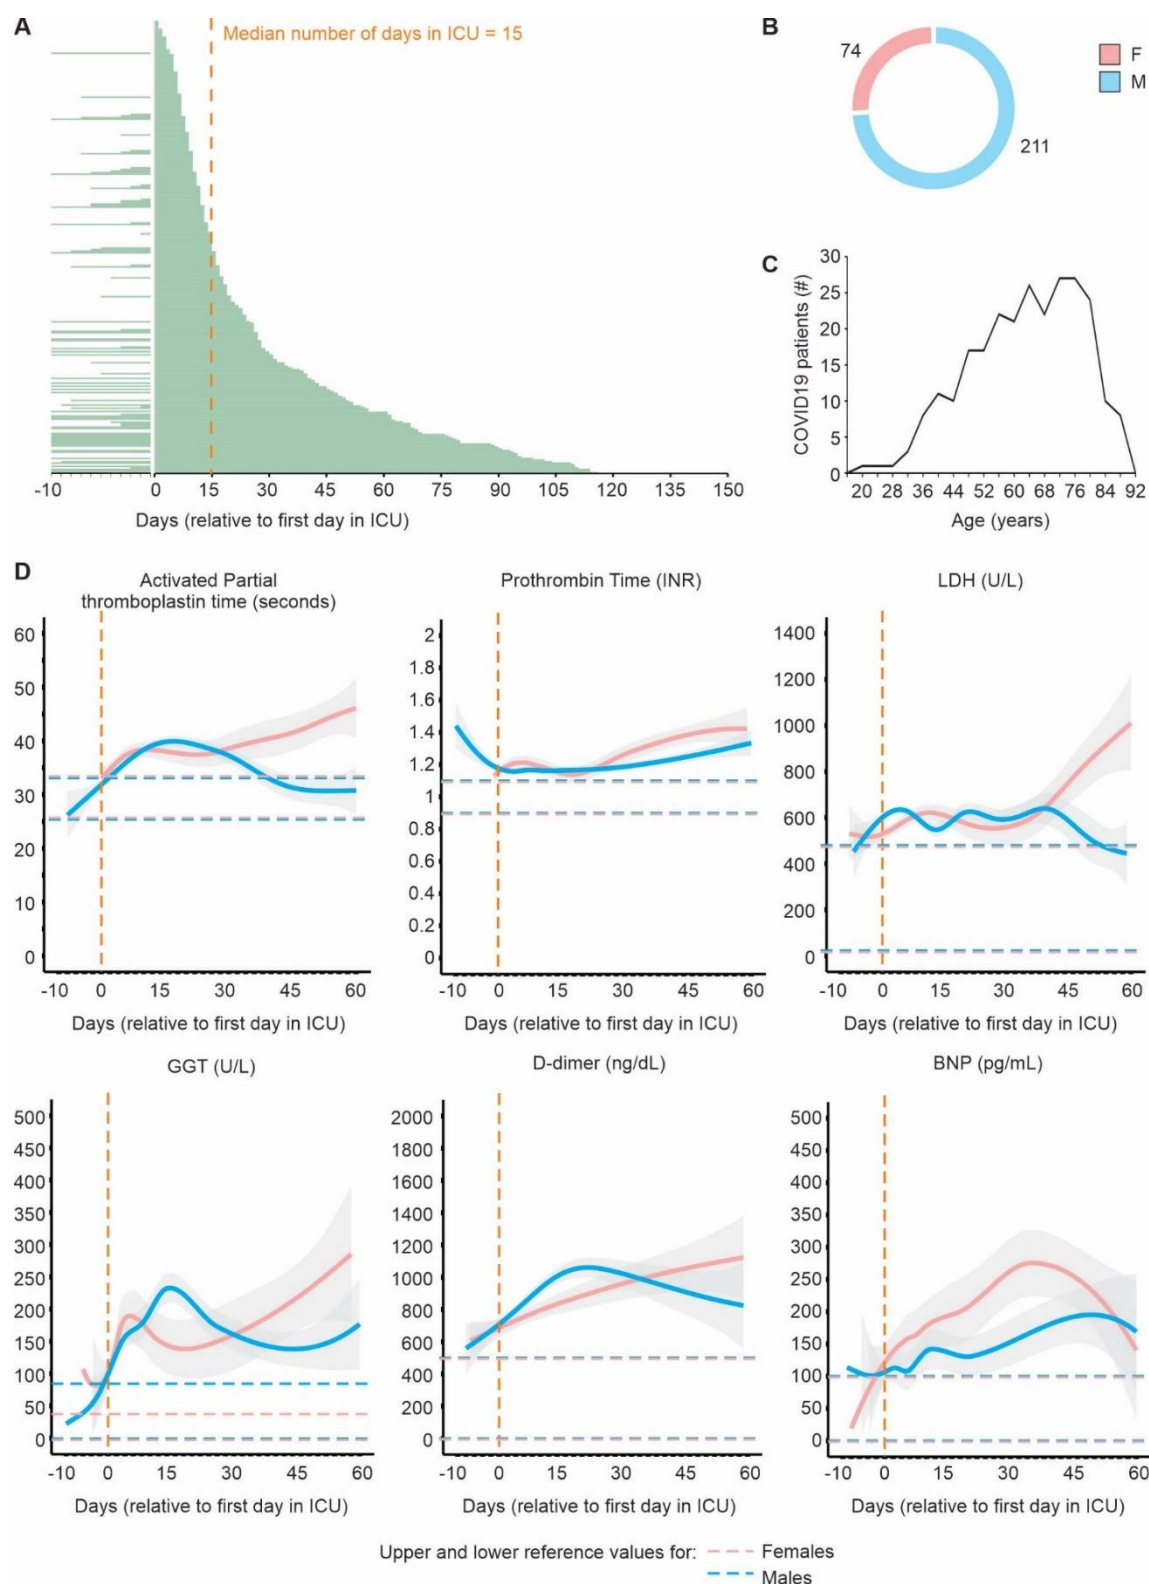 A
Median number of days in ICU = 15
-10 0 15 30 45 60 75 90 105 120 135 150
Days (relative to first day in ICU)
B
74
211
F
M
C
COVID19 patients (#)
30
25
20
15
10
5
0
20 28 36 44 52 60 68 76 84 92
Age (years)
D
Activated Partial
thromboplastin time (seconds)
60
50
40
30
20
10
0
-10 0 15 30 45 60
Days (relative to first day in ICU)
Prothrombin Time (INR)
2
1.8
1.6
1.4
1.2
1
0.8
0.6
0.4
0.2
0
-10 0 15 30 45 60
Days (relative to first day in ICU)
LDH (U/L)
1400
1200
1000
800
600
400
200
0
-10 0 15 30 45 60
Days (relative to first day in ICU)
GGT (U/L)
500
450
400
350
300
250
200
150
100
50
0
-10 0 15 30 45 60
Days (relative to first day in ICU)
D-dimer (ng/dL)
2000
1800
1600
1400
1200
1000
800
600
400
200
0
-10 0 15 30 45 60
Days (relative to first day in ICU)
BNP (pg/mL)
500
450
400
350
300
250
200
150
100
50
0
-10 0 15 30 45 60
Days (relative to first day in ICU)
Upper and lower reference values for: Females
Males